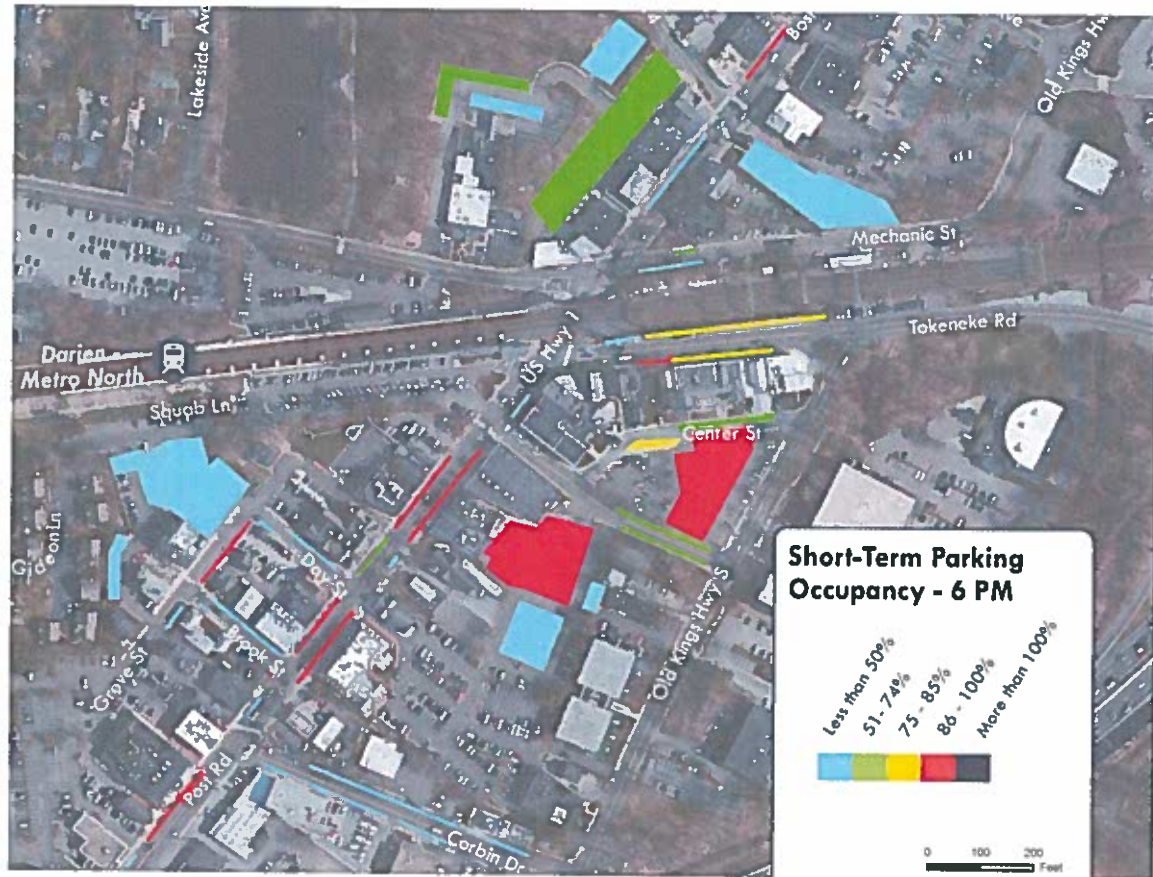 Lakeside Ave
Old Kings Hwy
Mechanic St
Tokeneke Rd
Darien
Metro North
US Hwy 1
Squab Ln
Center St
Gideon Ln
Day St
Brook St
Grove St
Old Kings Hwy S
Post Rd
Corbin Dr
Short-Term Parking
Occupancy - 6 PM
Less than 50%
51 - 74%
75 - 85%
86 - 100%
More than 100%
0 100 200
Feet